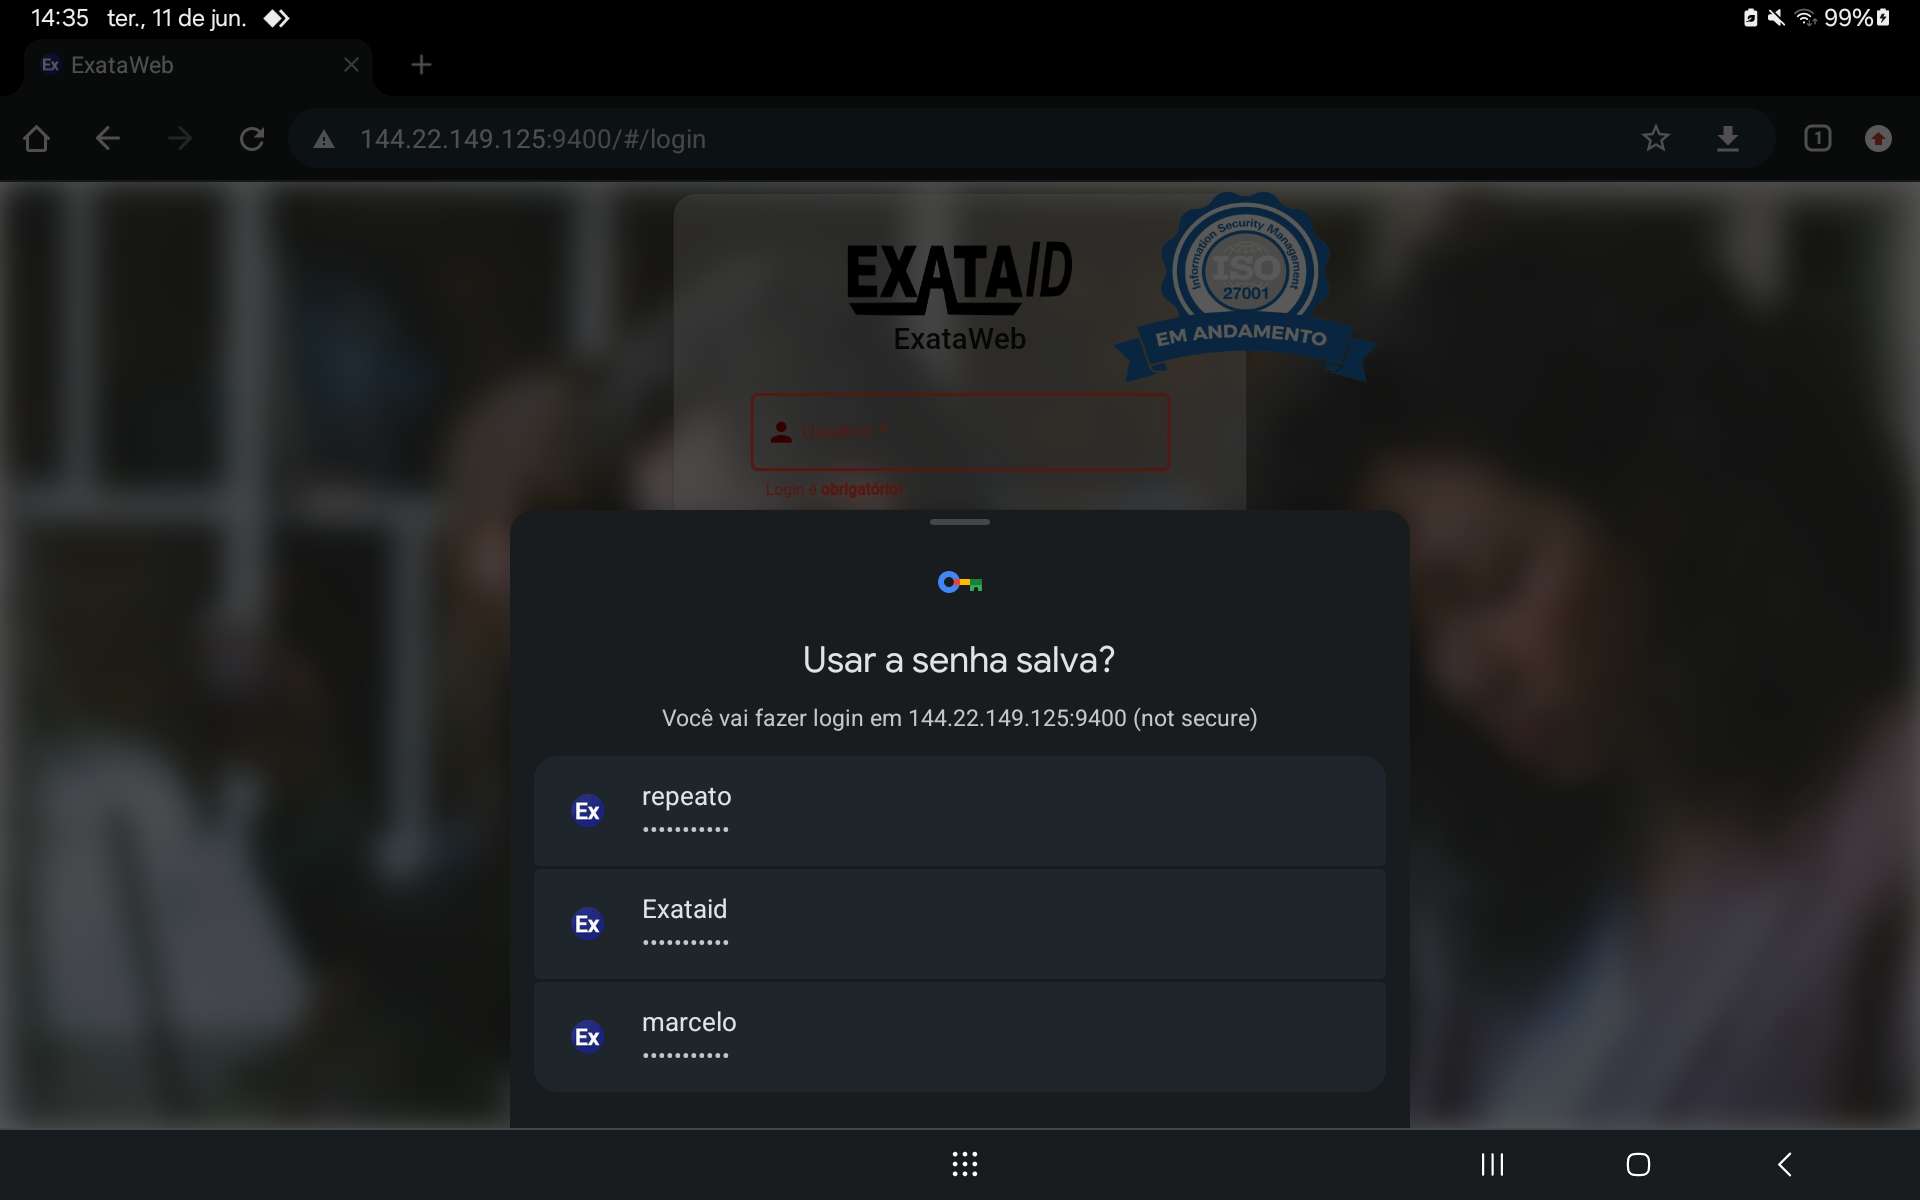 14:35 ter., 11 de jun.
99%
Ex ExataWeb
144.22.149.125:9400/#/login
1
EXATAID
ExataWeb
Information Security Management
ISO
27001
EM ANDAMENTO
Login é obrigatório!
Usar a senha salva?
Você vai fazer login em 144.22.149.125:9400 (not secure)
Ex
repeato
•••••••••••
Ex
Exataid
•••••••••••
Ex
marcelo
•••••••••••